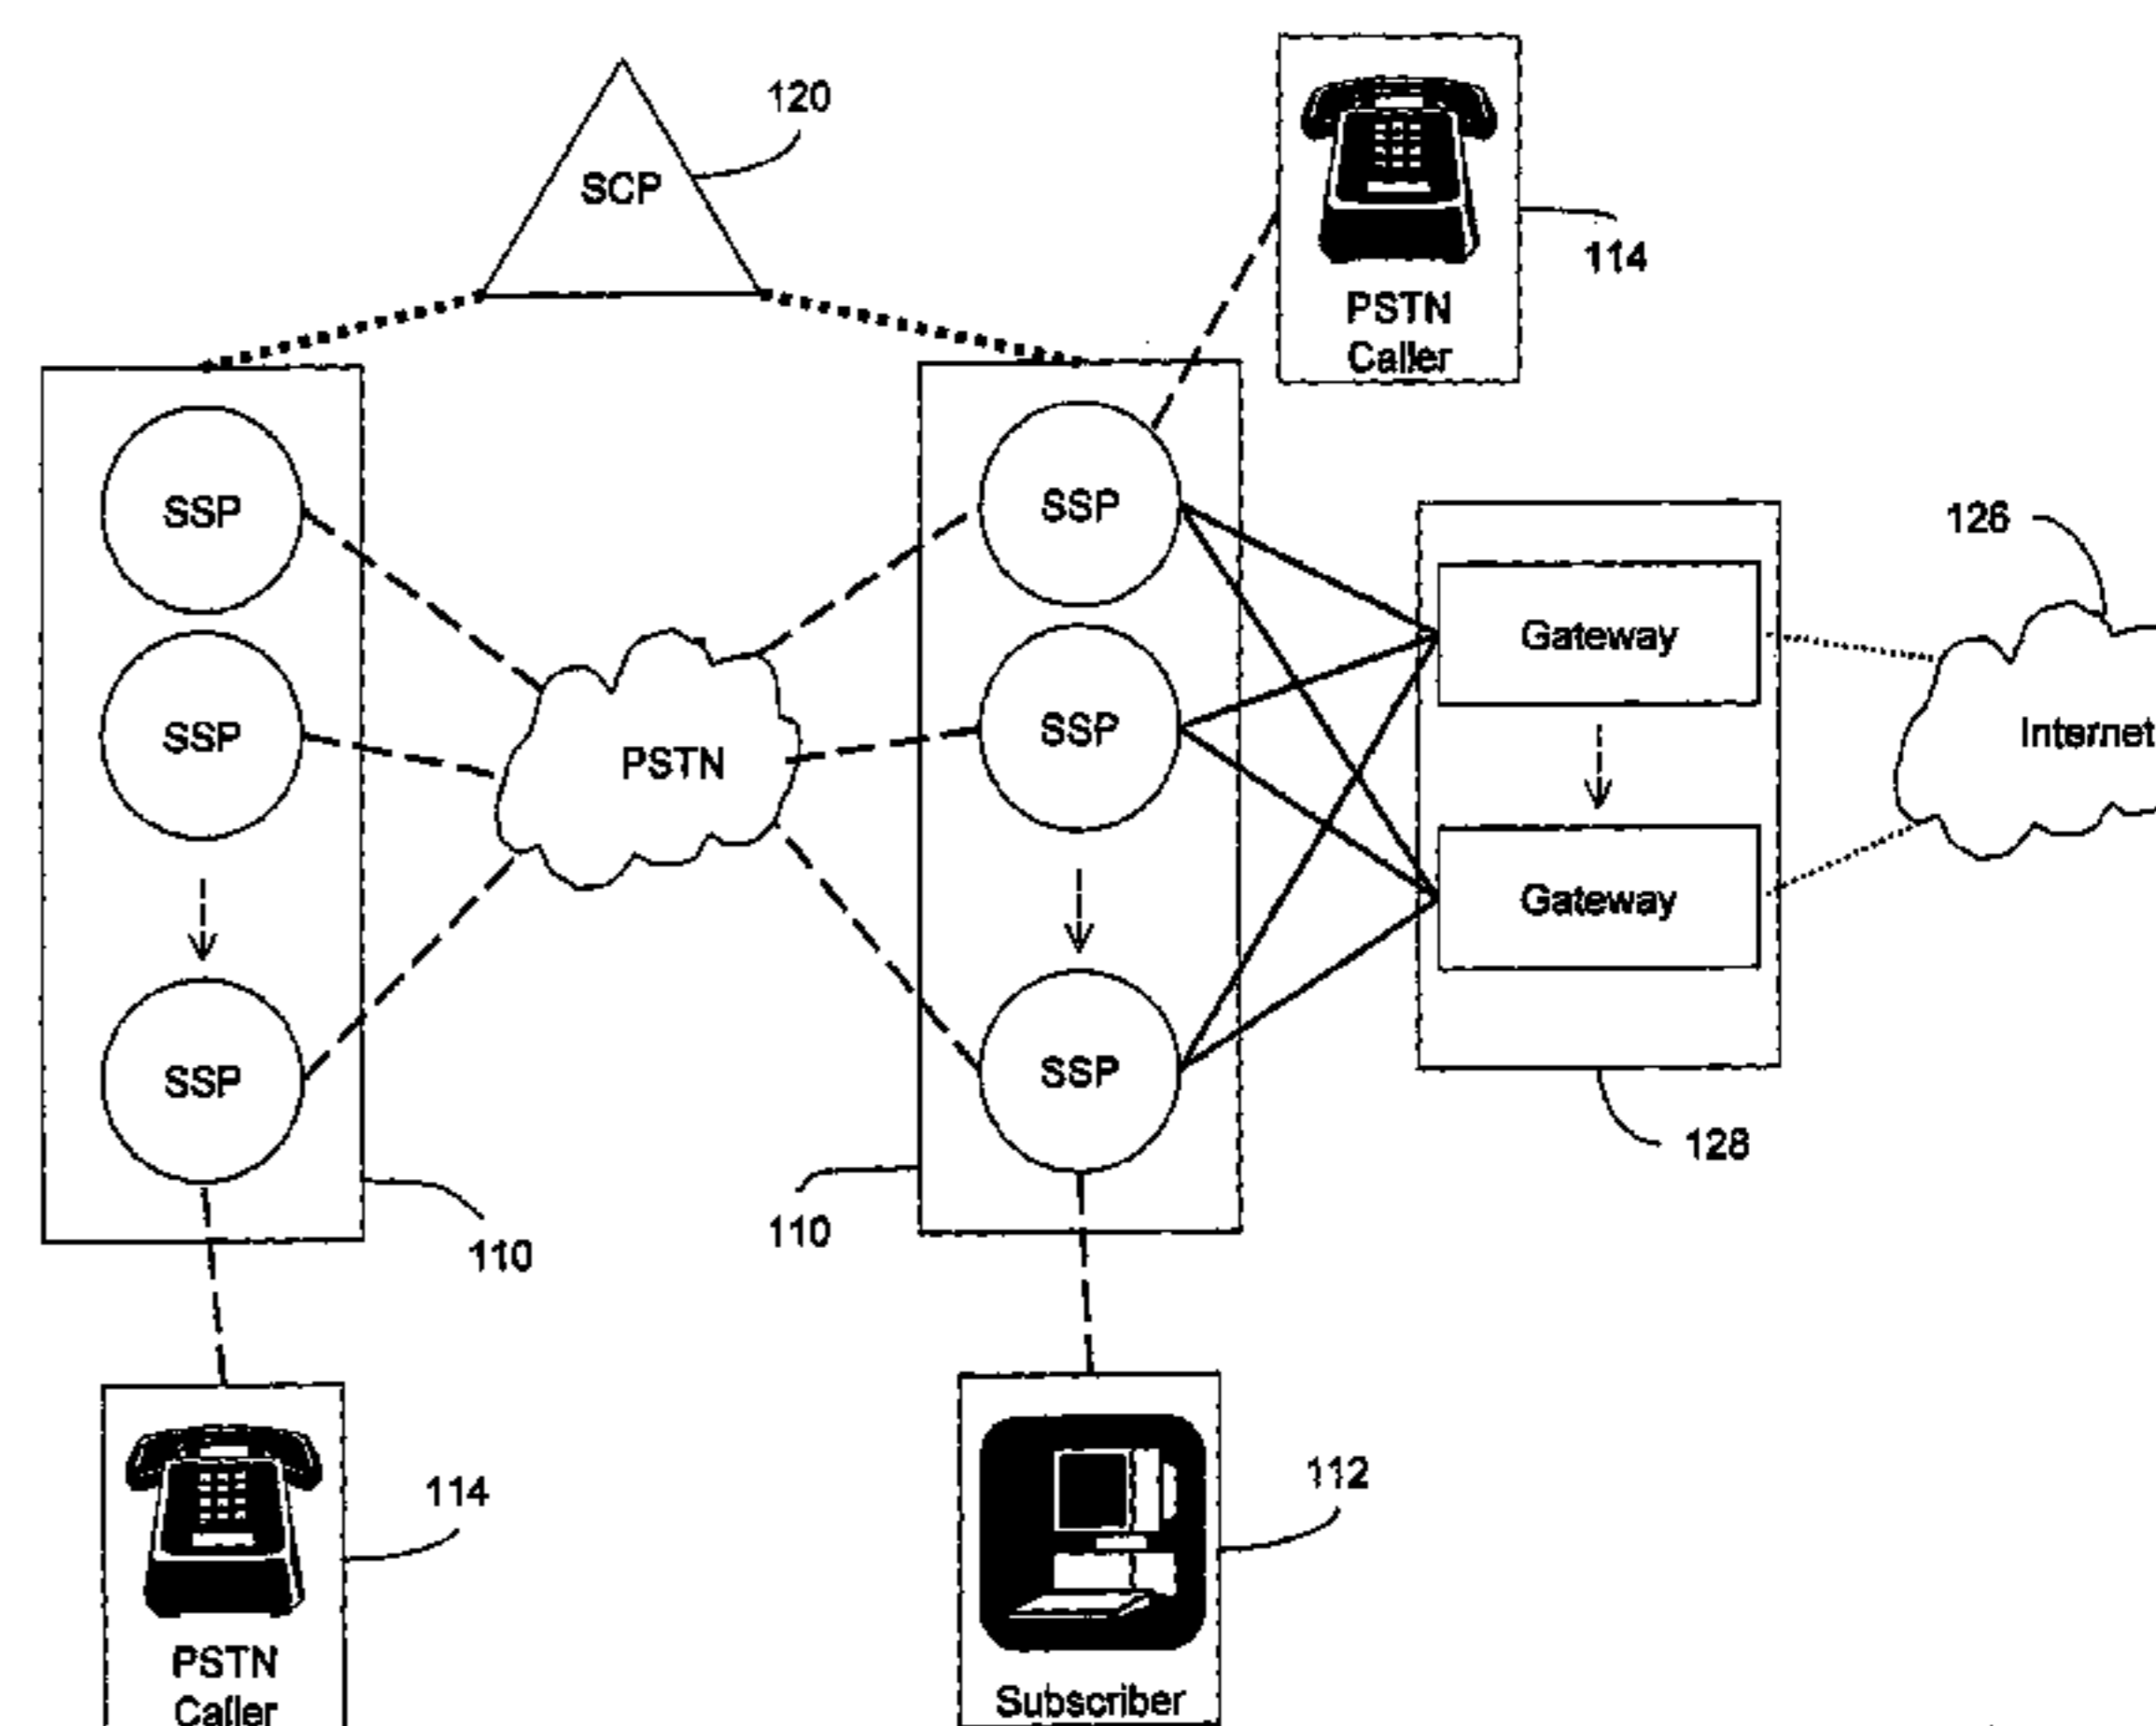 120
SCP
114
PSTN
Caller
SSP
SSP
126
Gateway
SSP
SSP
PSTN
Internet
Gateway
SSP
SSP
128
110
110
114
112
PSTN
Caller
Subscriber